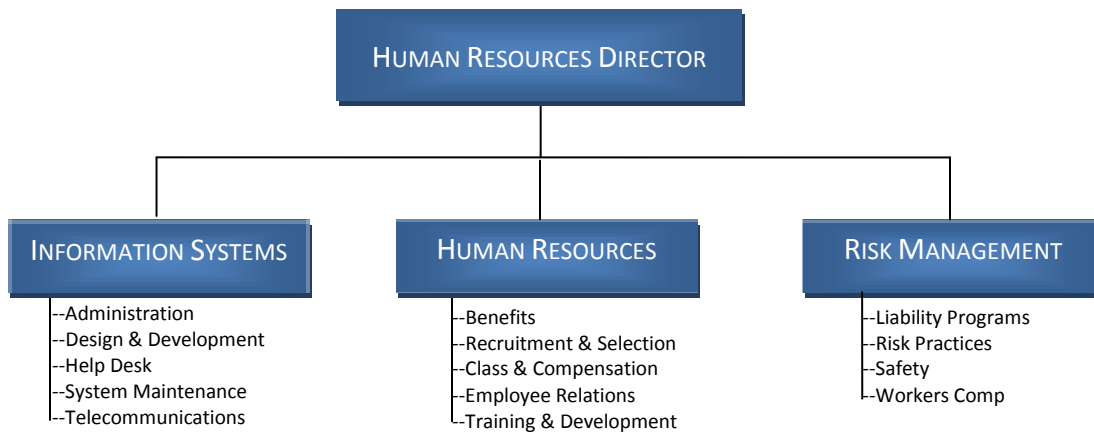 HUMAN RESOURCES DIRECTOR
INFORMATION SYSTEMS
--Administration
--Design & Development
--Help Desk
--System Maintenance
--Telecommunications
HUMAN RESOURCES
--Benefits
--Recruitment & Selection
--Class & Compensation
--Employee Relations
--Training & Development
RISK MANAGEMENT
--Liability Programs
--Risk Practices
--Safety
--Workers Comp